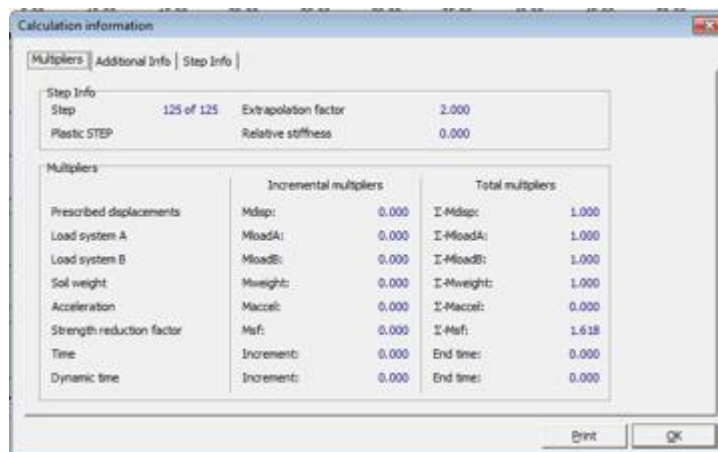 Calculation information
Multipliers Additional Info Step Info
Step Info
Step 125 of 125 Extrapolation factor 2.000
Plastic STEP Relative stiffness 0.000
Multipliers
Incremental multipliers Total multipliers
Prescribed displacements Mdisp: 0.000 Σ-Mdisp: 1.000
Load system A MloadA: 0.000 Σ-MloadA: 1.000
Load system B MloadB: 0.000 Σ-MloadB: 1.000
Soil weight Mweight: 0.000 Σ-Mweight: 1.000
Acceleration Maccel: 0.000 Σ-Maccel: 0.000
Strength reduction factor Msf: 0.000 Σ-Msf: 1.618
Time Increment: 0.000 End time: 0.000
Dynamic time Increment: 0.000 End time: 0.000
Print OK